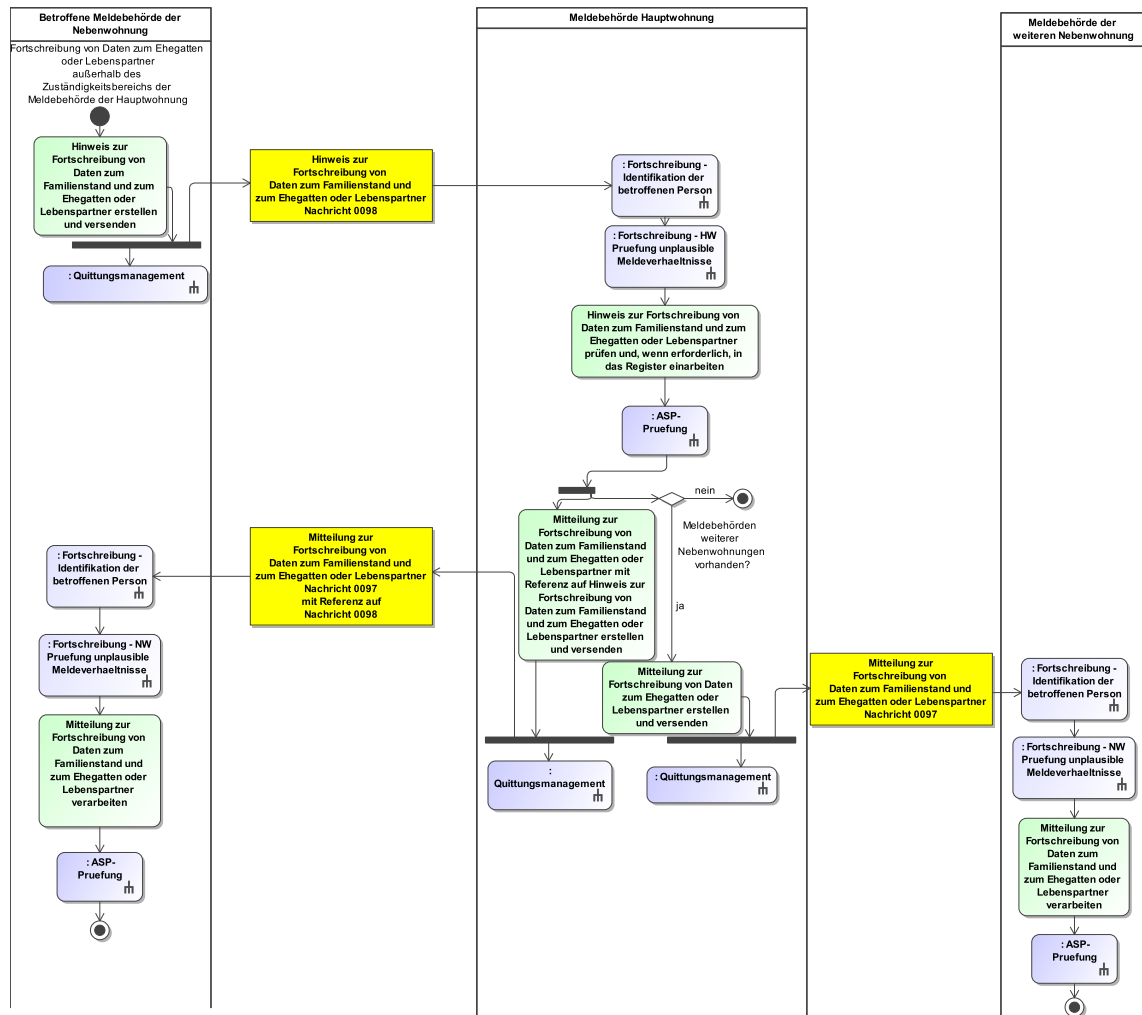 Betroffene Meldebehörde der
Nebenwohnung
Fortschreibung von Daten zum Ehegatten
oder Lebenspartner
außerhalb des
Zuständigkeitsbereichs der
Meldebehörde der Hauptwohnung
Hinweis zur
Fortschreibung von
Daten zum
Familienstand und zum
Ehegatten oder
Lebenspartner erstellen
und versenden
: Quittungsmanagement
Hinweis zur
Fortschreibung von
Daten zum Familienstand und
zum Ehegatten oder Lebenspartner
Nachricht 0098
Meldebehörde Hauptwohnung
: Fortschreibung -
Identifikation der
betroffenen Person
: Fortschreibung - HW
Pruefung unplausible
Meldeverhaeltnisse
Hinweis zur Fortschreibung von
Daten zum Familienstand und zum
Ehegatten oder Lebenspartner
prüfen und, wenn erforderlich, in
das Register einarbeiten
: ASP-
Pruefung
nein
Meldebehörden
weiterer
Nebenwohnungen
vorhanden?
ja
Mitteilung zur
Fortschreibung von
Daten zum Familienstand
und zum Ehegatten oder
Lebenspartner mit
Referenz auf Hinweis zur
Fortschreibung von
Daten zum Familienstand
und zum Ehegatten oder
Lebenspartner erstellen
und versenden
Mitteilung zur
Fortschreibung von Daten
zum Ehegatten oder
Lebenspartner erstellen
und versenden
:
Quittungsmanagement
: Quittungsmanagement
Mitteilung zur
Fortschreibung von
Daten zum Familienstand und
zum Ehegatten oder Lebenspartner
Nachricht 0097
mit Referenz auf
Nachricht 0098
: Fortschreibung -
Identifikation der
betroffenen Person
: Fortschreibung - NW
Pruefung unplausible
Meldeverhaeltnisse
Mitteilung zur
Fortschreibung von
Daten zum
Familienstand und
zum Ehegatten oder
Lebenspartner
verarbeiten
: ASP-
Pruefung
Mitteilung zur
Fortschreibung von
Daten zum Familienstand und
zum Ehegatten oder Lebenspartner
Nachricht 0097
Meldebehörde der
weiteren Nebenwohnung
: Fortschreibung -
Identifikation der
betroffenen Person
: Fortschreibung - NW
Pruefung unplausible
Meldeverhaeltnisse
Mitteilung zur
Fortschreibung von
Daten zum
Familienstand und
zum Ehegatten oder
Lebenspartner
verarbeiten
: ASP-
Pruefung